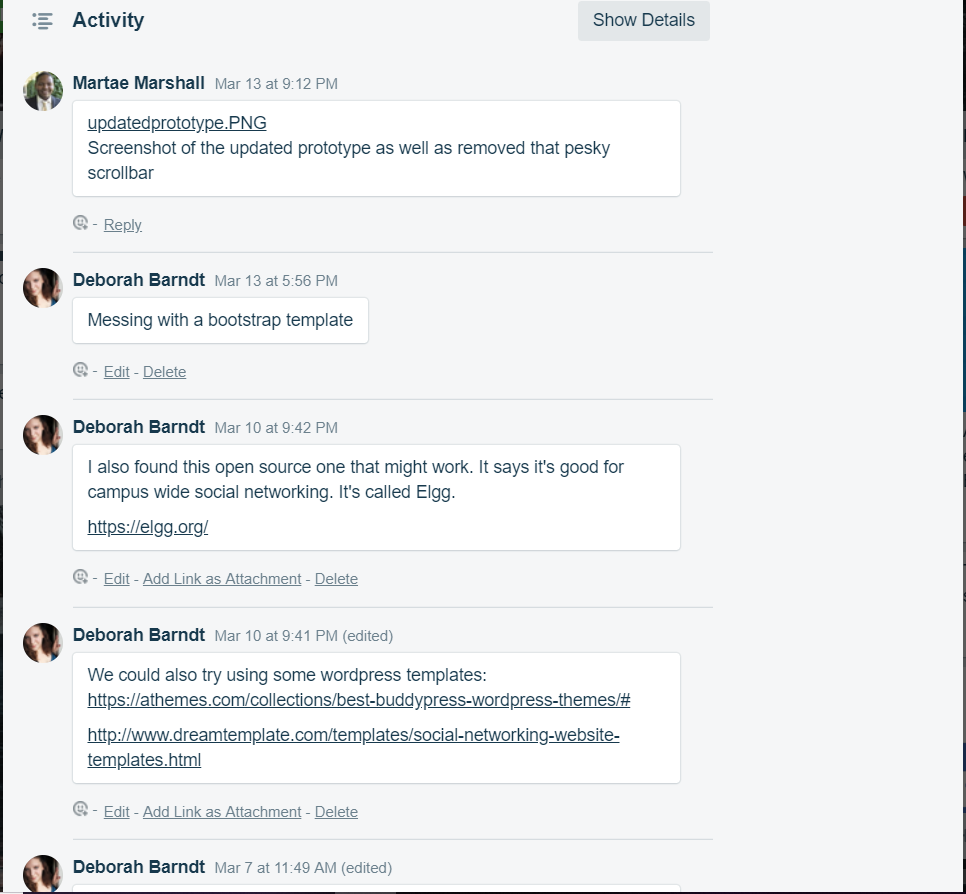 Activity
Show Details
Martae Marshall Mar 13 at 9:12 PM
updatedprototype.PNG
Screenshot of the updated prototype as well as removed that pesky
scrollbar
- Reply
Deborah Barndt Mar 13 at 5:56 PM
Messing with a bootstrap template
- Edit - Delete
Deborah Barndt Mar 10 at 9:42 PM
I also found this open source one that might work. It says it's good for
campus wide social networking. It's called Elgg.
https://elgg.org/
- Edit - Add Link as Attachment - Delete
Deborah Barndt Mar 10 at 9:41 PM (edited)
We could also try using some wordpress templates:
https://athemes.com/collections/best-buddypress-wordpress-themes/#
http://www.dreamtemplate.com/templates/social-networking-website-
templates.html
- Edit - Add Link as Attachment - Delete
Deborah Barndt Mar 7 at 11:49 AM (edited)